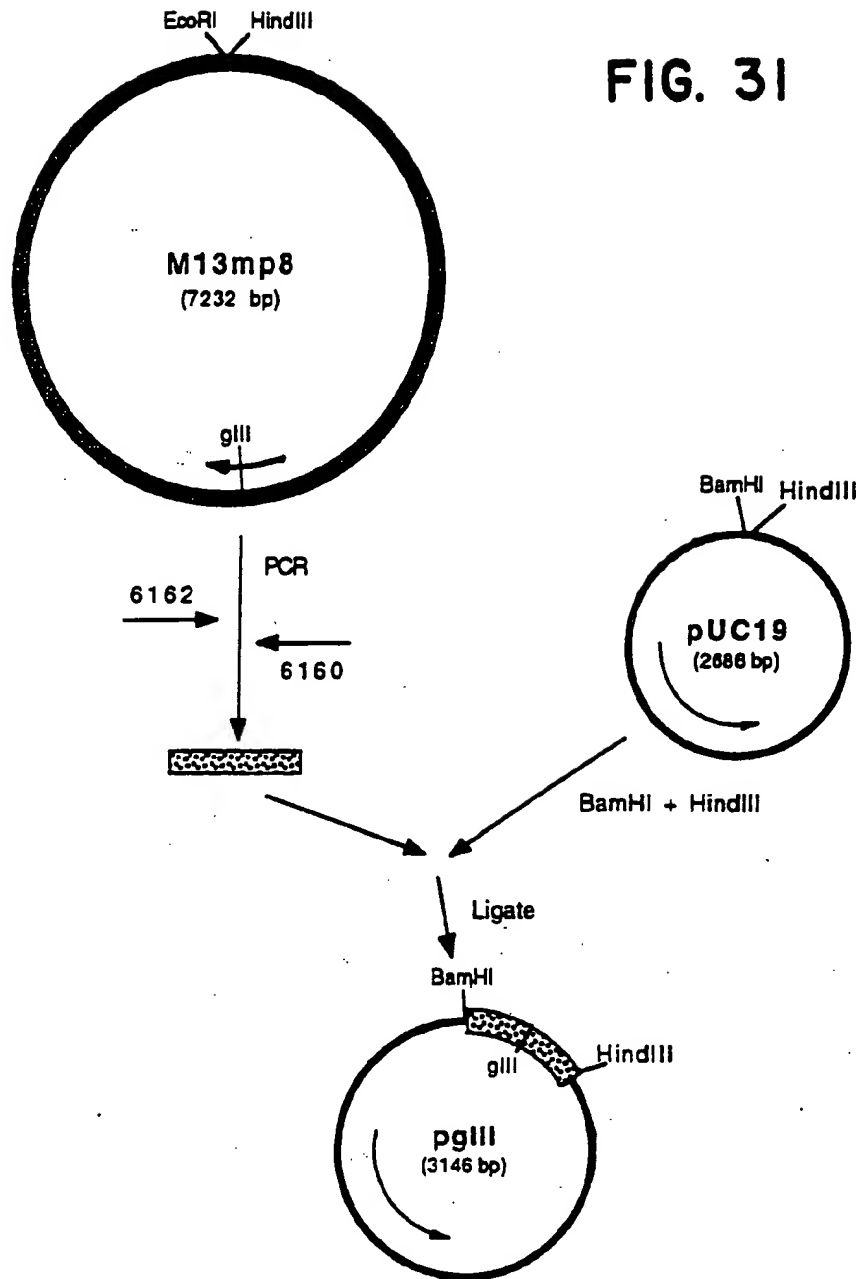 EcoRI HindIII
FIG. 31
M13mp8
(7232 bp)
gIII
PCR
6162
6160
BamHI HindIII
pUC19
(2686 bp)
BamHI + HindIII
Ligate
BamHI
gIII
HindIII
pgIII
(3146 bp)